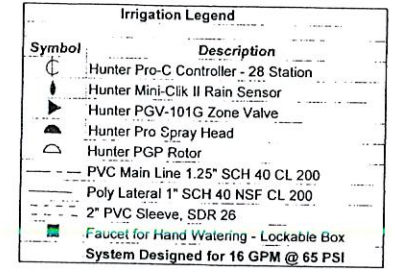 Irrigation Legend
Symbol Description
Hunter Pro-C Controller - 28 Station
Hunter Mini-Clik II Rain Sensor
Hunter PGV-101G Zone Valve
Hunter Pro Spray Head
Hunter PGP Rotor
PVC Main Line 1.25" SCH 40 CL 200
Poly Lateral 1" SCH 40 NSF CL 200
2" PVC Sleeve, SDR 26
Faucet for Hand Watering - Lockable Box
System Designed for 16 GPM @ 65 PSI